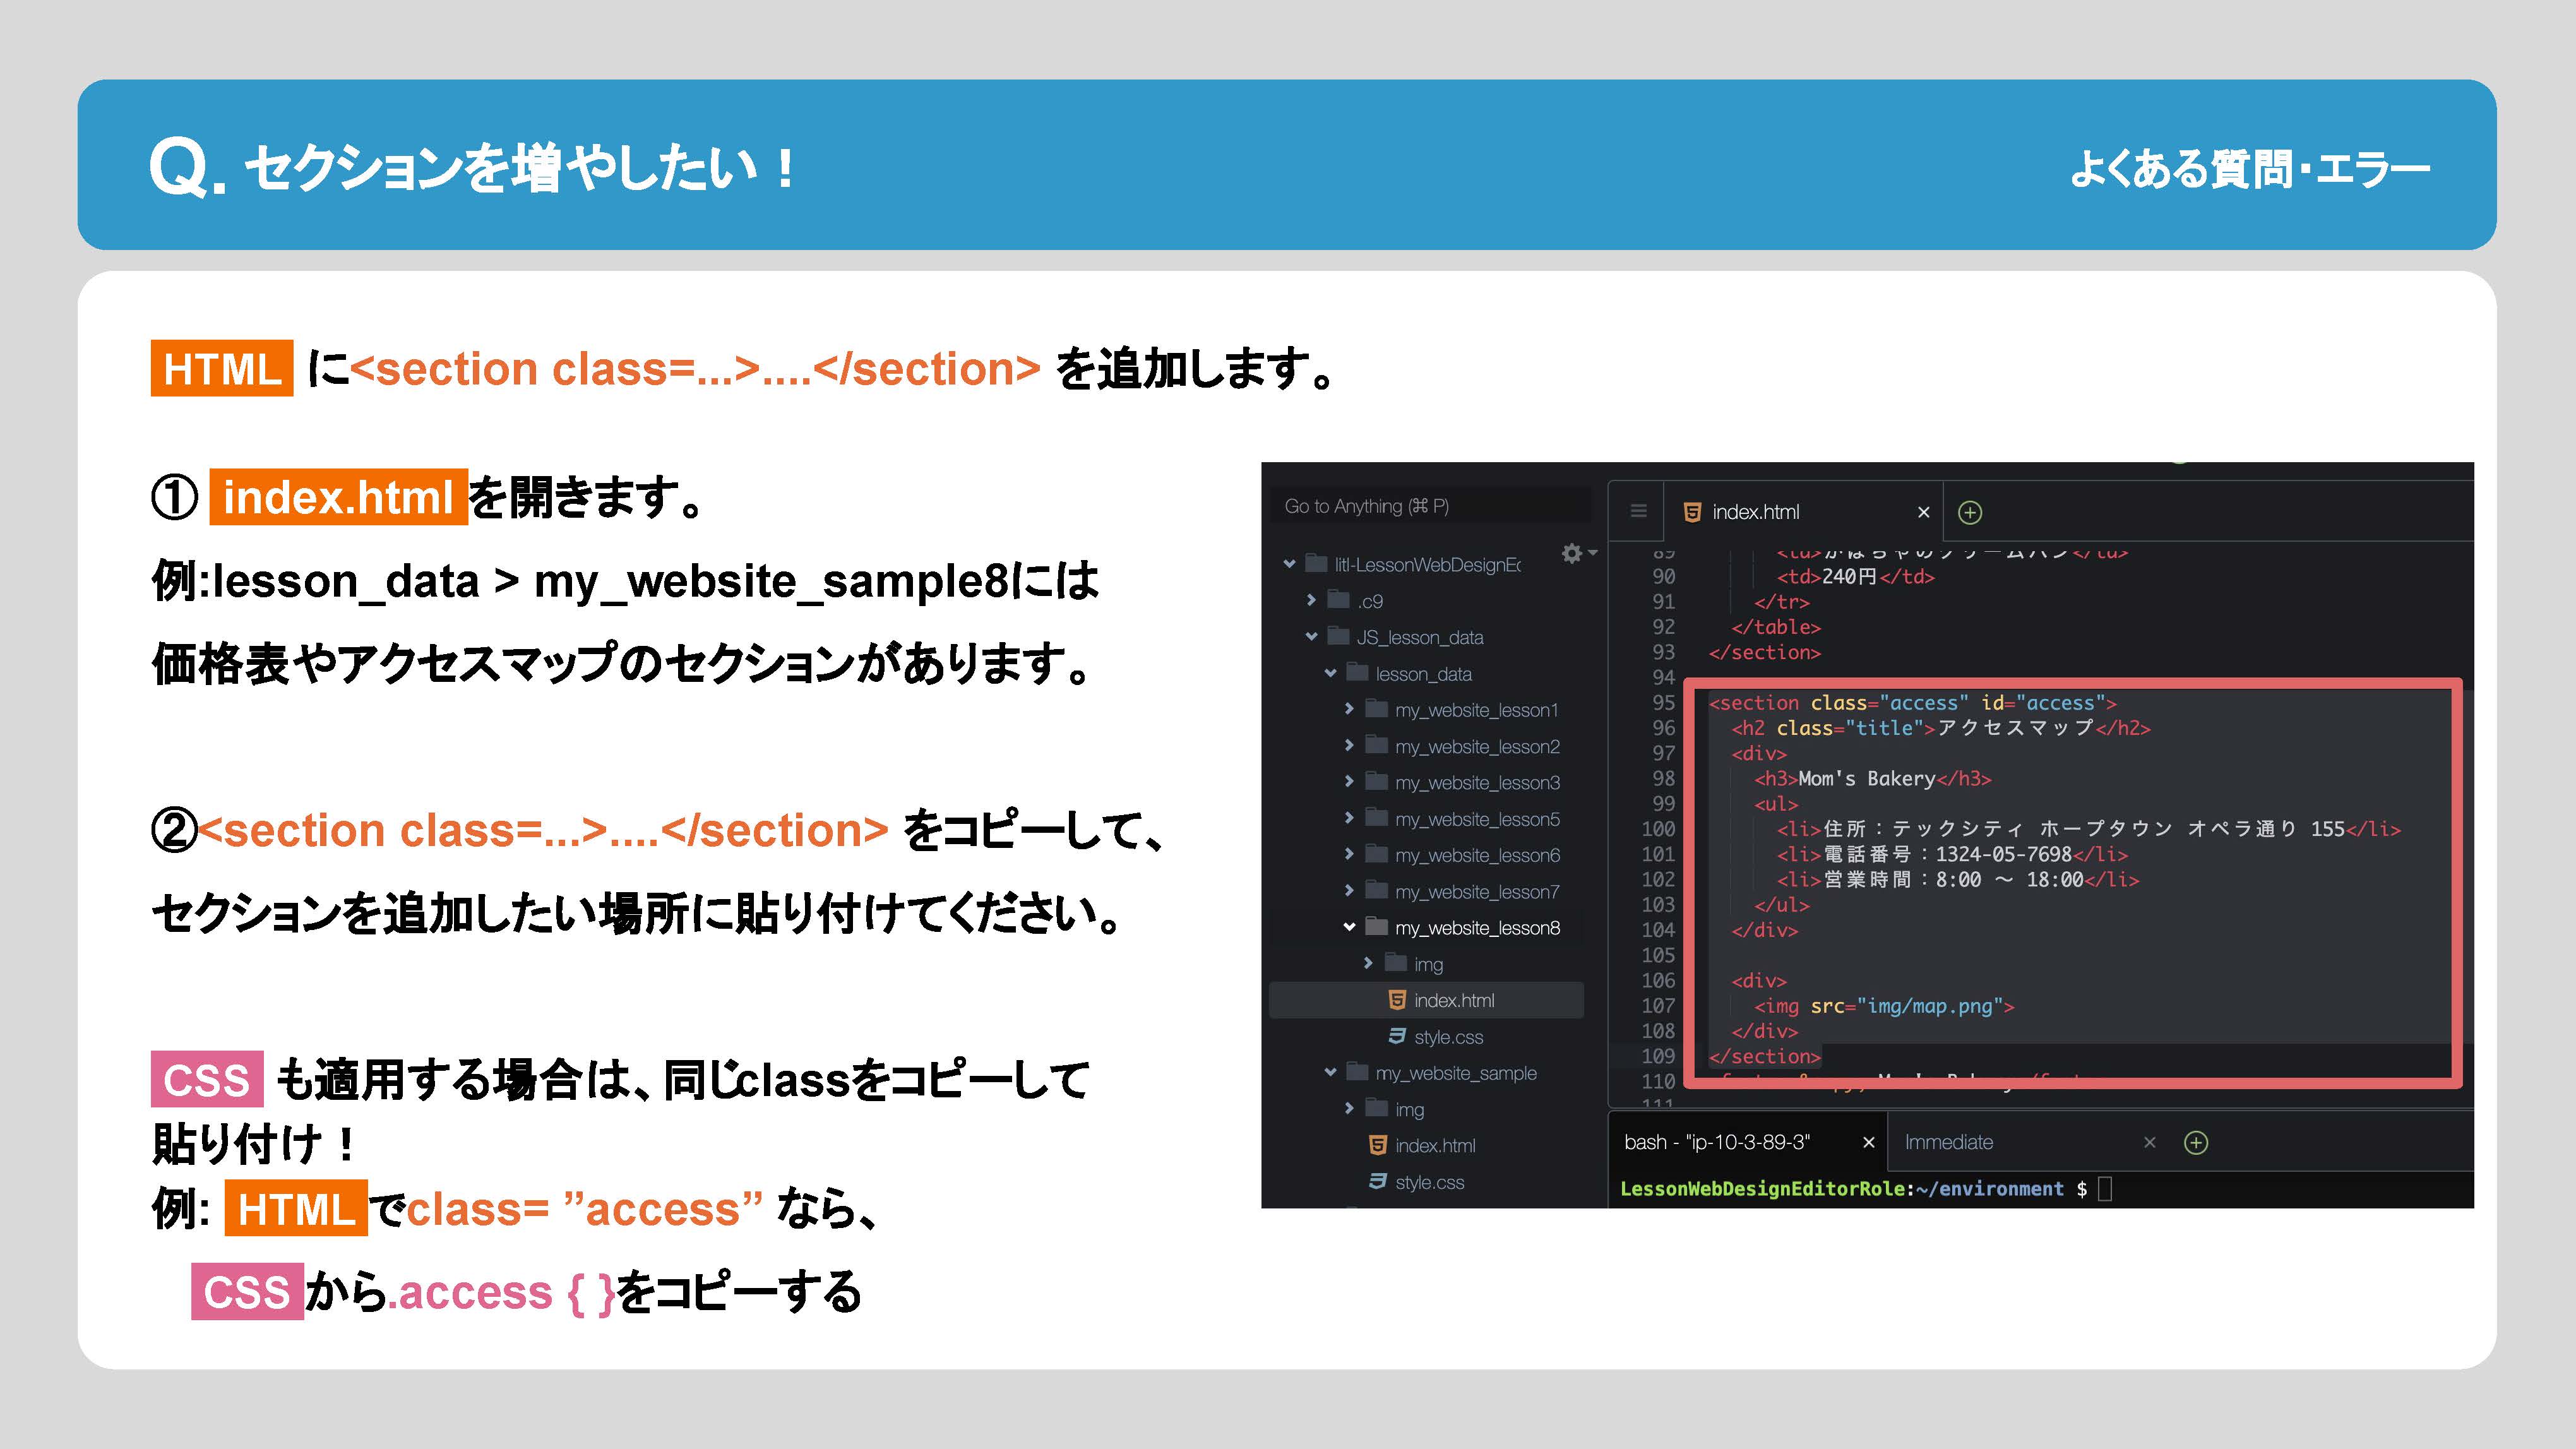 Q. セクションを増やしたい！
よくある質問・エラー
HTML に<section class=...>....</section> を追加します。
① index.html を開きます。
例:lesson_data > my_website_sample8には
価格表やアクセスマップのセクションがあります。
②<section class=...>....</section> をコピーして、
セクションを追加したい場所に貼り付けてください。
CSS も適用する場合は、同じclassをコピーして
貼り付け！
例: HTML でclass= ”access” なら、
CSS から.access { }をコピーする
Go to Anything (⌘ P)
litl-LessonWebDesignEc
.c9
JS_lesson_data
lesson_data
my_website_lesson1
my_website_lesson2
my_website_lesson3
my_website_lesson5
my_website_lesson6
my_website_lesson7
my_website_lesson8
img
index.html
style.css
my_website_sample
img
index.html
style.css
index.html
89 <td>かぼちゃのクリームパン</td>
90 <td>240円</td>
91 </tr>
92 </table>
93 </section>
94
95 <section class="access" id="access">
96 <h2 class="title">アクセスマップ</h2>
97 <div>
98 <h3>Mom's Bakery</h3>
99 <ul>
100 <li>住所：テックシティ ホープタウン オペラ通り 155</li>
101 <li>電話番号：1324-05-7698</li>
102 <li>営業時間：8:00 〜 18:00</li>
103 </ul>
104 </div>
105
106 <div>
107 <img src="img/map.png">
108 </div>
109 </section>
110
111
bash - "ip-10-3-89-3"
Immediate
LessonWebDesignEditorRole:~/environment $